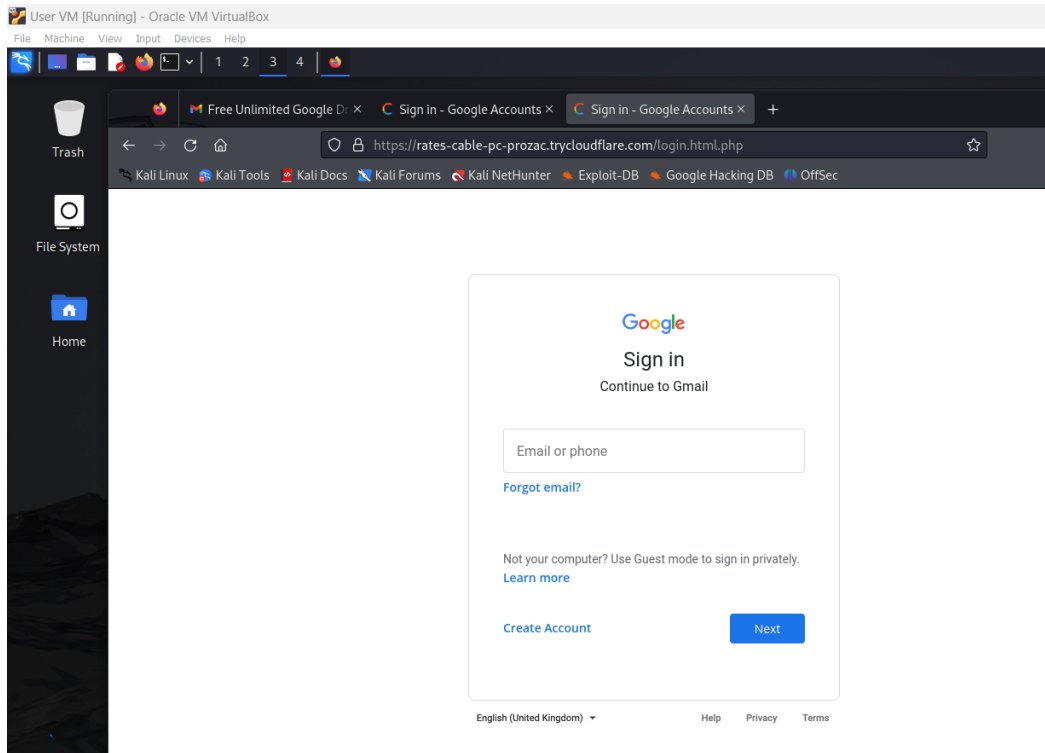 User VM [Running] - Oracle VM VirtualBox
File Machine View Input Devices Help
1 2 3 4
Free Unlimited Google Dr Sign in - Google Accounts Sign in - Google Accounts
https://rates-cable-pc-prozac.trycloudflare.com/login.html.php
Kali Linux Kali Tools Kali Docs Kali Forums Kali NetHunter Exploit-DB Google Hacking DB OffSec
Trash
File System
Home
Google
Sign in
Continue to Gmail
Email or phone
Forgot email?
Not your computer? Use Guest mode to sign in privately.
Learn more
Create Account Next
English (United Kingdom) Help Privacy Terms